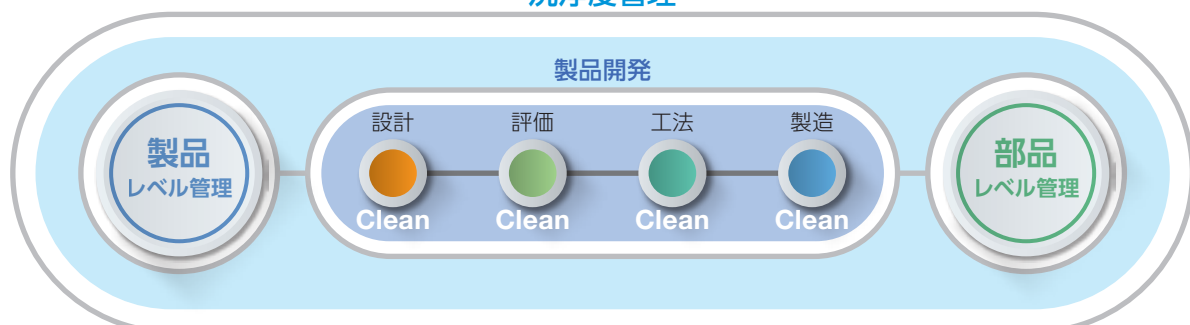 製品開発
製品
レベル管理
設計
評価
工法
製造
Clean
Clean
Clean
Clean
部品
レベル管理